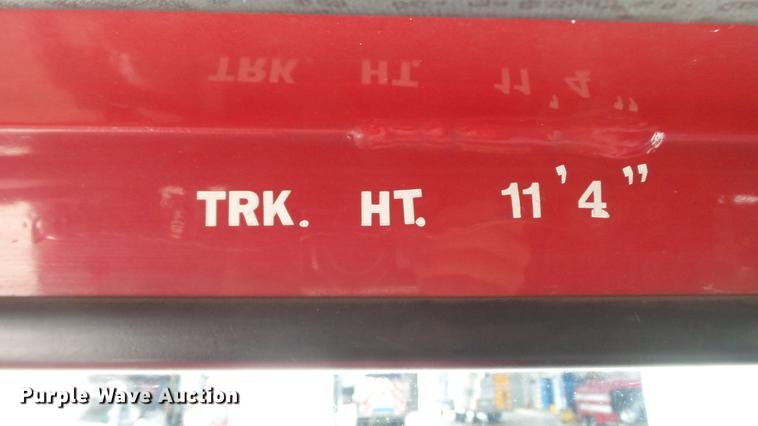 TRK. HT. 11'4"
Purple Wave Auction